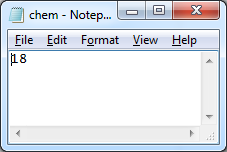 chem - Notep...
File Edit Format View Help
18